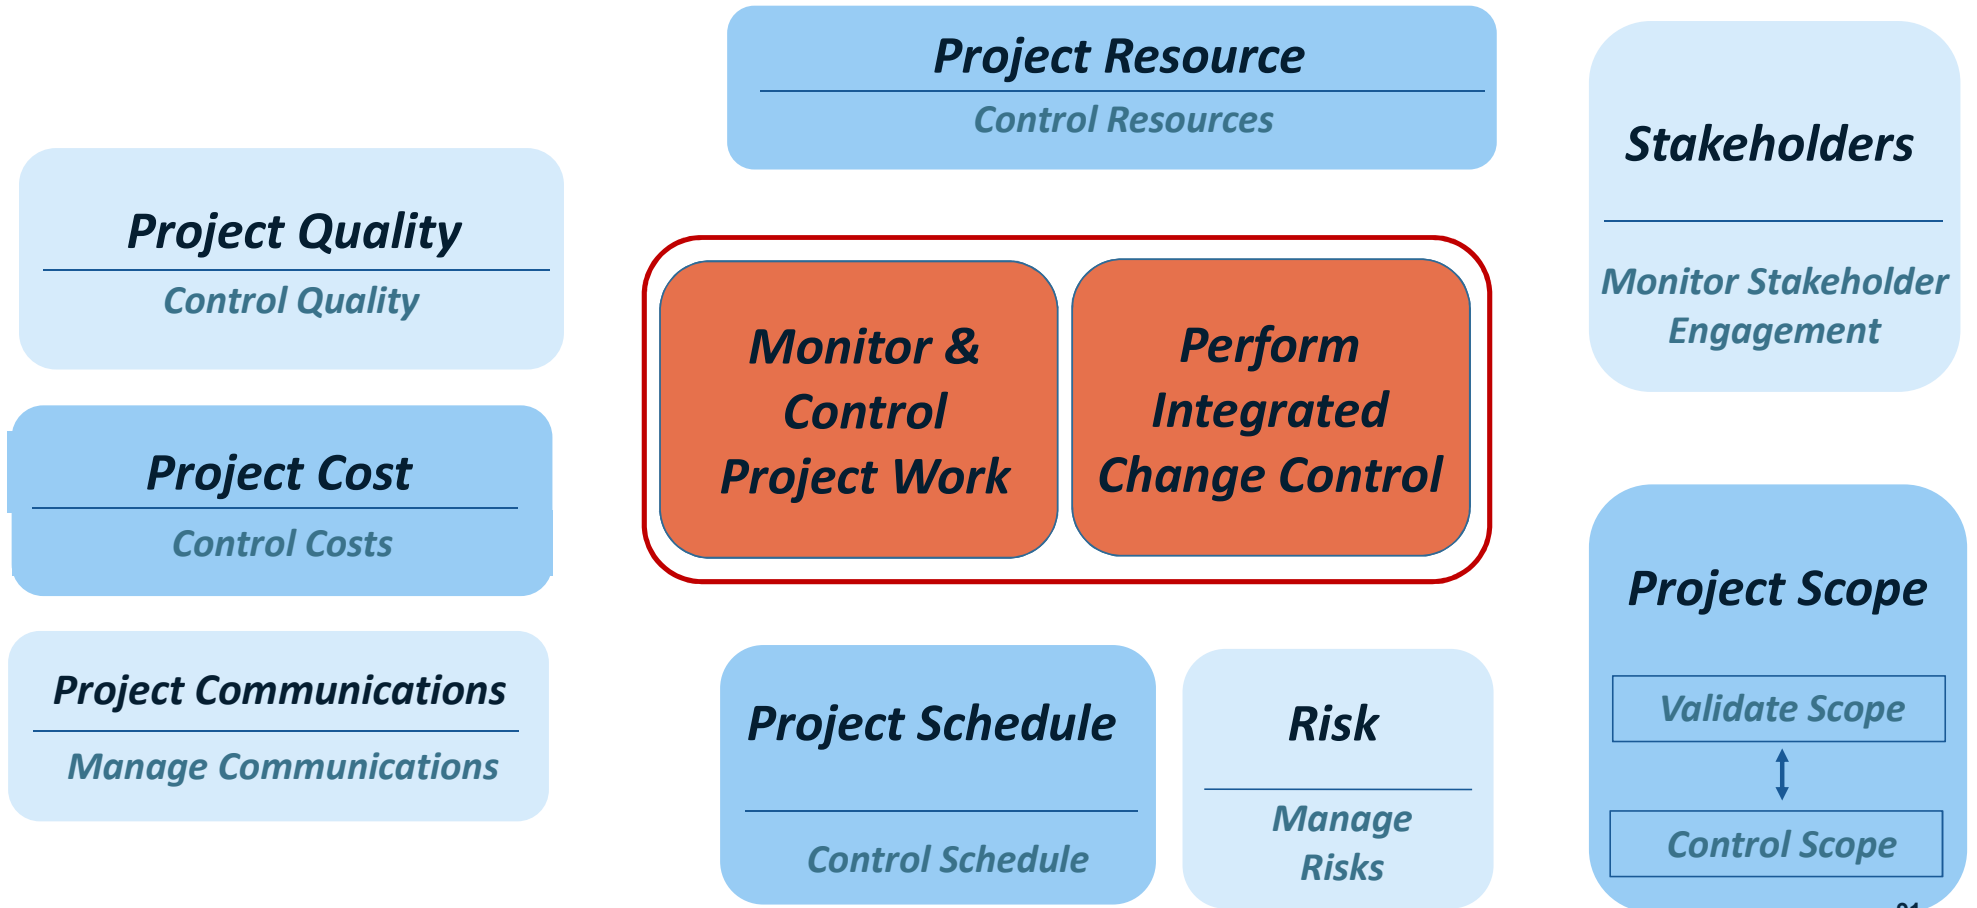 Project Resource
Control Resources
Stakeholders
Monitor Stakeholder
Engagement
Project Quality
Control Quality
Monitor &
Control
Project Work
Perform
Integrated
Change Control
Project Cost
Control Costs
Project Communications
Manage Communications
Project Schedule
Control Schedule
Risk
Manage
Risks
Project Scope
Validate Scope
Control Scope